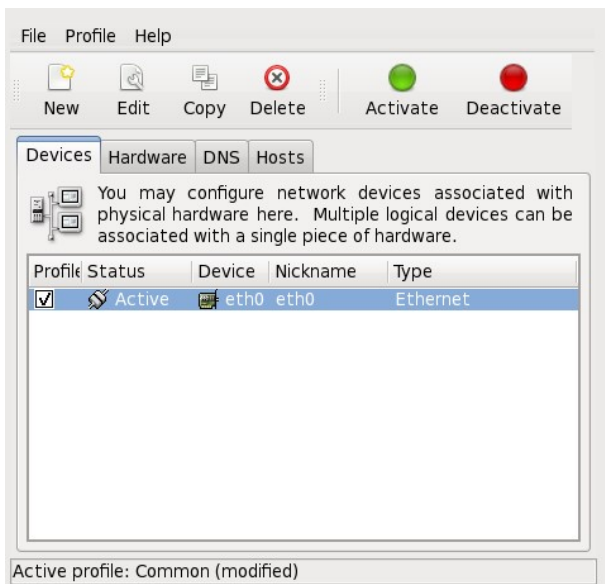 File Profile Help
New Edit Copy Delete Activate Deactivate
Devices Hardware DNS Hosts
You may configure network devices associated with
physical hardware here. Multiple logical devices can be
associated with a single piece of hardware.
Profile Status Device Nickname Type
Active eth0 eth0 Ethernet
Active profile: Common (modified)